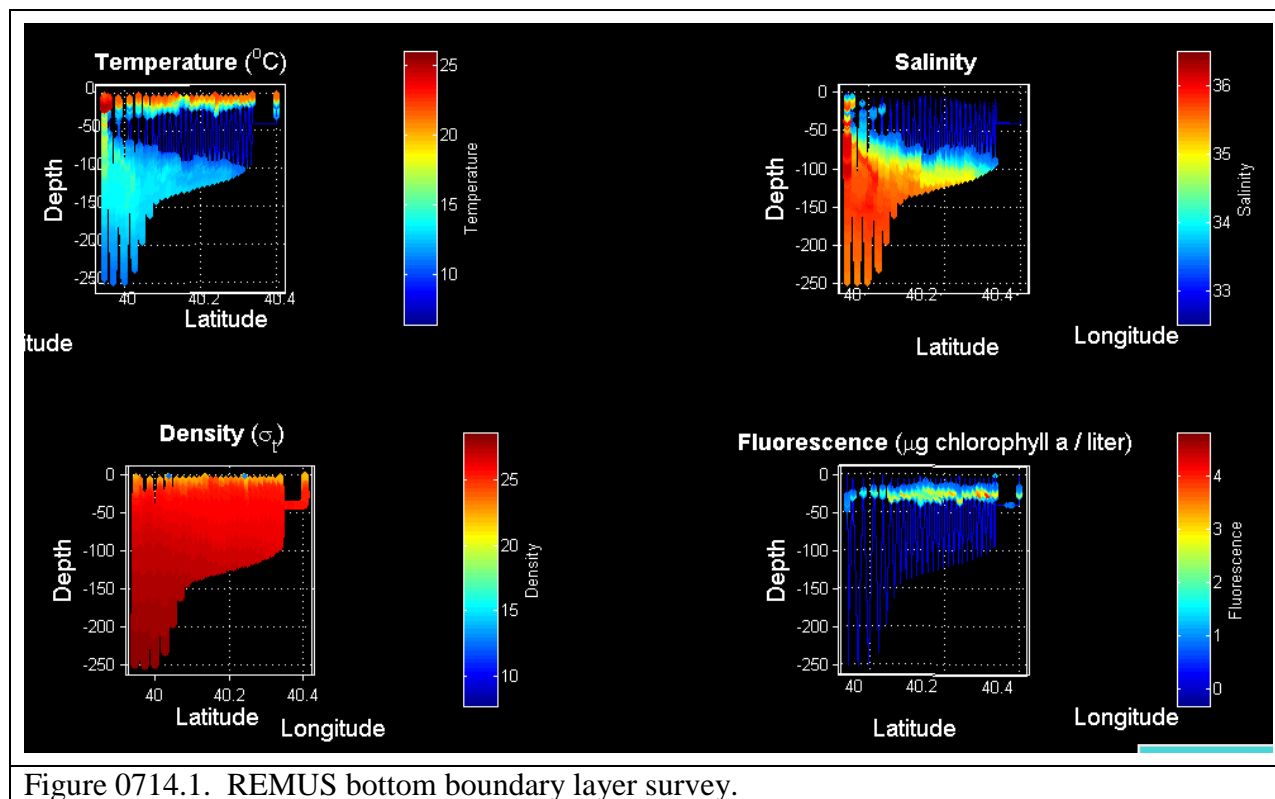 Temperature (⁰C)
0
-50
-100
-150
-200
-250
Depth
40
40.2
40.4
Latitude
itude
25
20
15
10
Temperature
Salinity
0
-50
-100
-150
-200
-250
Depth
40
40.2
40.4
Latitude
Longitude
36
35
34
33
Salinity
Density (σt)
0
-50
-100
-150
-200
-250
Depth
40
40.2
40.4
Latitude
Longitude
25
20
15
10
Density
Fluorescence (μg chlorophyll a / liter)
0
-50
-100
-150
-200
-250
Depth
40
40.2
40.4
Latitude
Longitude
4
3
2
1
0
Fluorescence
Figure 0714.1. REMUS bottom boundary layer survey.